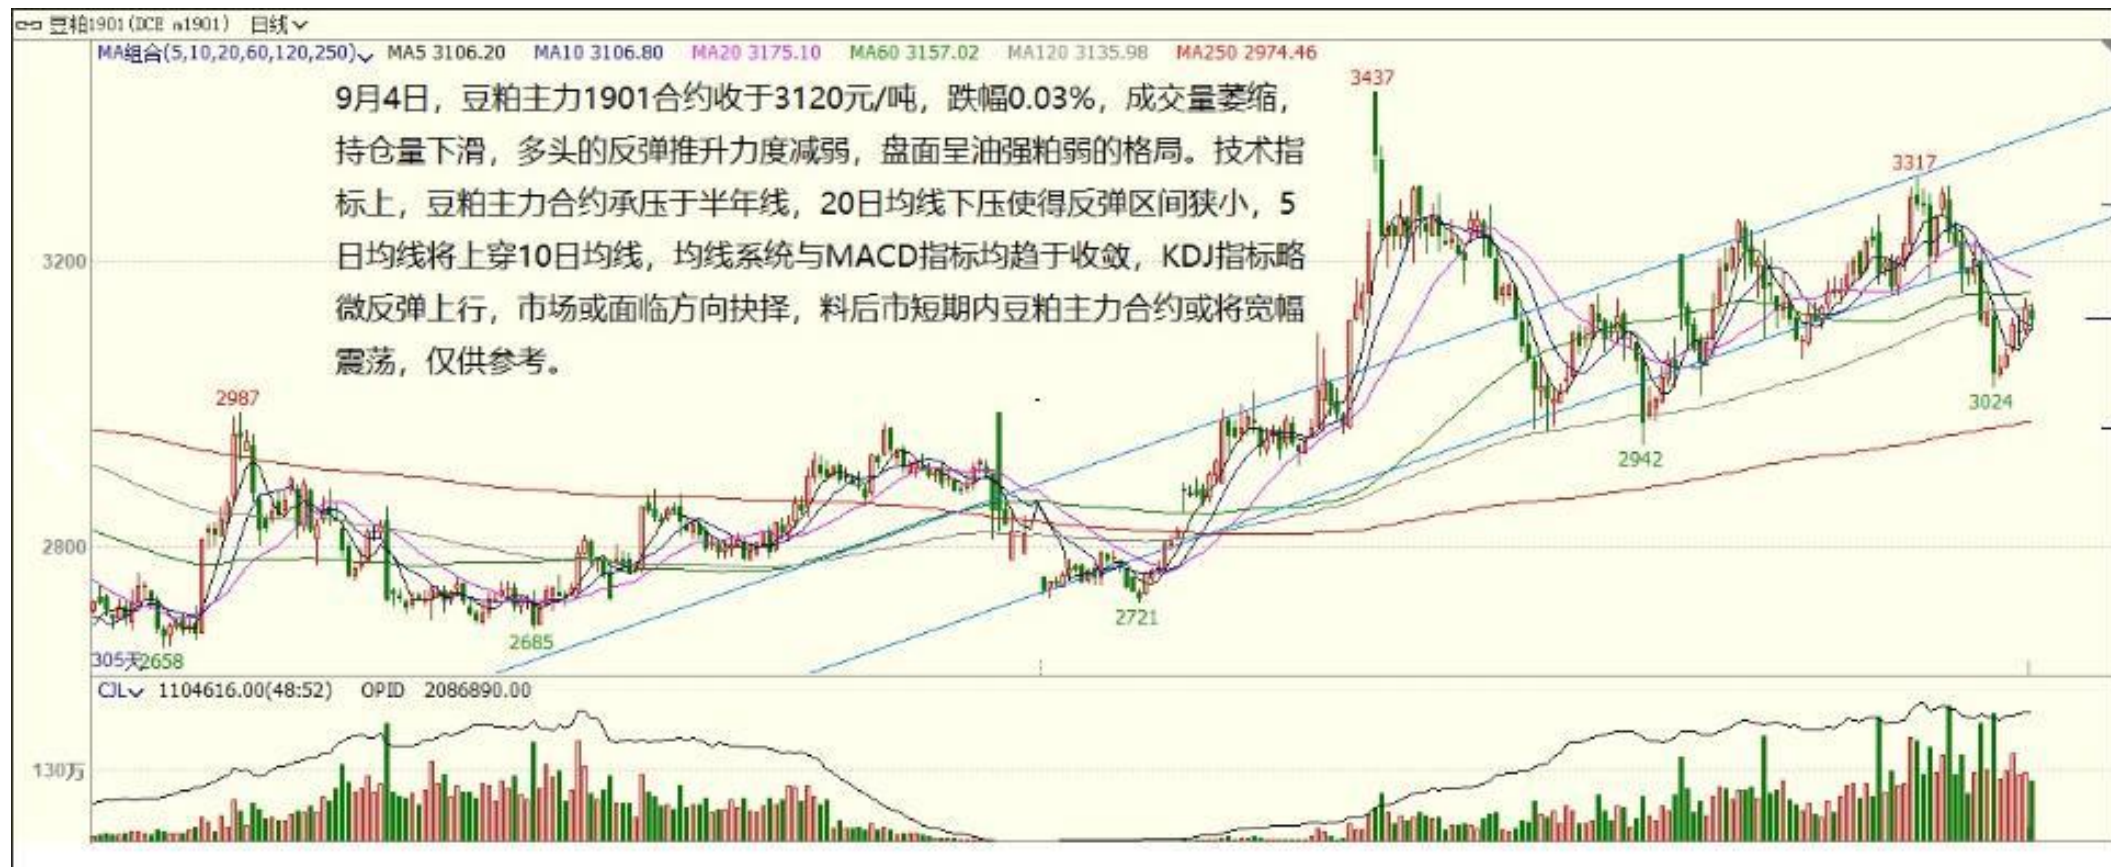 豆粕1901(DCE m1901) 日线
MA组合(5,10,20,60,120,250) MA5 3106.20 MA10 3106.80 MA20 3175.10 MA60 3157.02 MA120 3135.98 MA250 2974.46
3437
9月4日，豆粕主力1901合约收于3120元/吨，跌幅0.03%，成交量萎缩，
持仓量下滑，多头的反弹推升力度减弱，盘面呈油强粕弱的格局。技术指
标上，豆粕主力合约承压于半年线，20日均线下压使得反弹区间狭小，5
日均线将上穿10日均线，均线系统与MACD指标均趋于收敛，KDJ指标略
微反弹上行，市场或面临方向抉择，料后市短期内豆粕主力合约或将宽幅
震荡，仅供参考。
3317
3200
2987
3024
2942
2800
2721
2685
305天
2658
CJL 1104616.00(48:52) OPID 2086890.00
130万